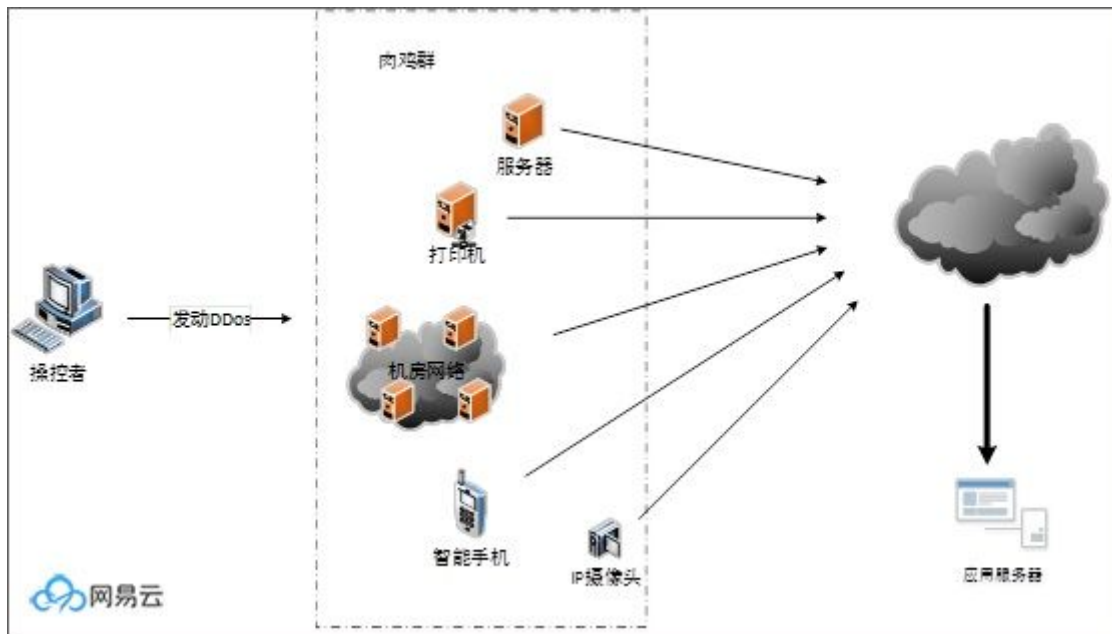 肉鸡群
服务器
打印机
发动DDos
操控者
机房网络
智能手机
IP摄像头
应用服务器
网易云